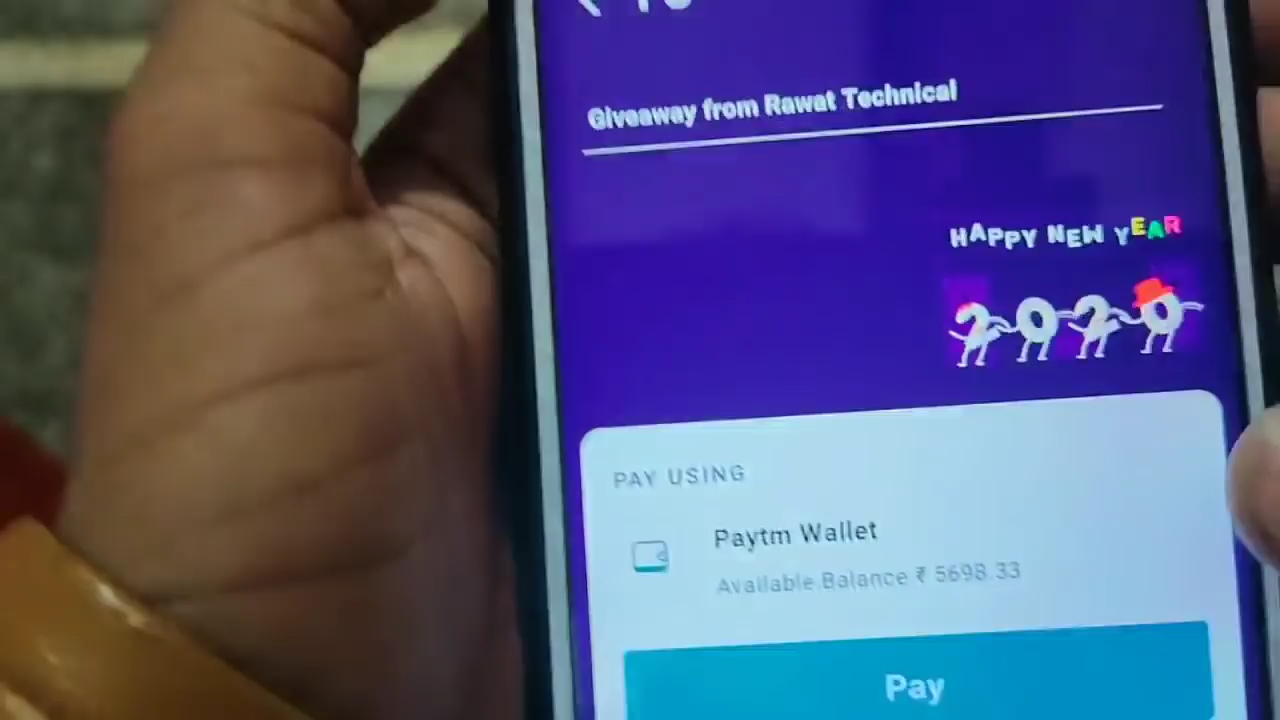 Giveaway from Rawat Technical
HAPPY NEW YEAR
2020
PAY USING
Paytm Wallet
Available Balance ₹ 5698.33
Pay